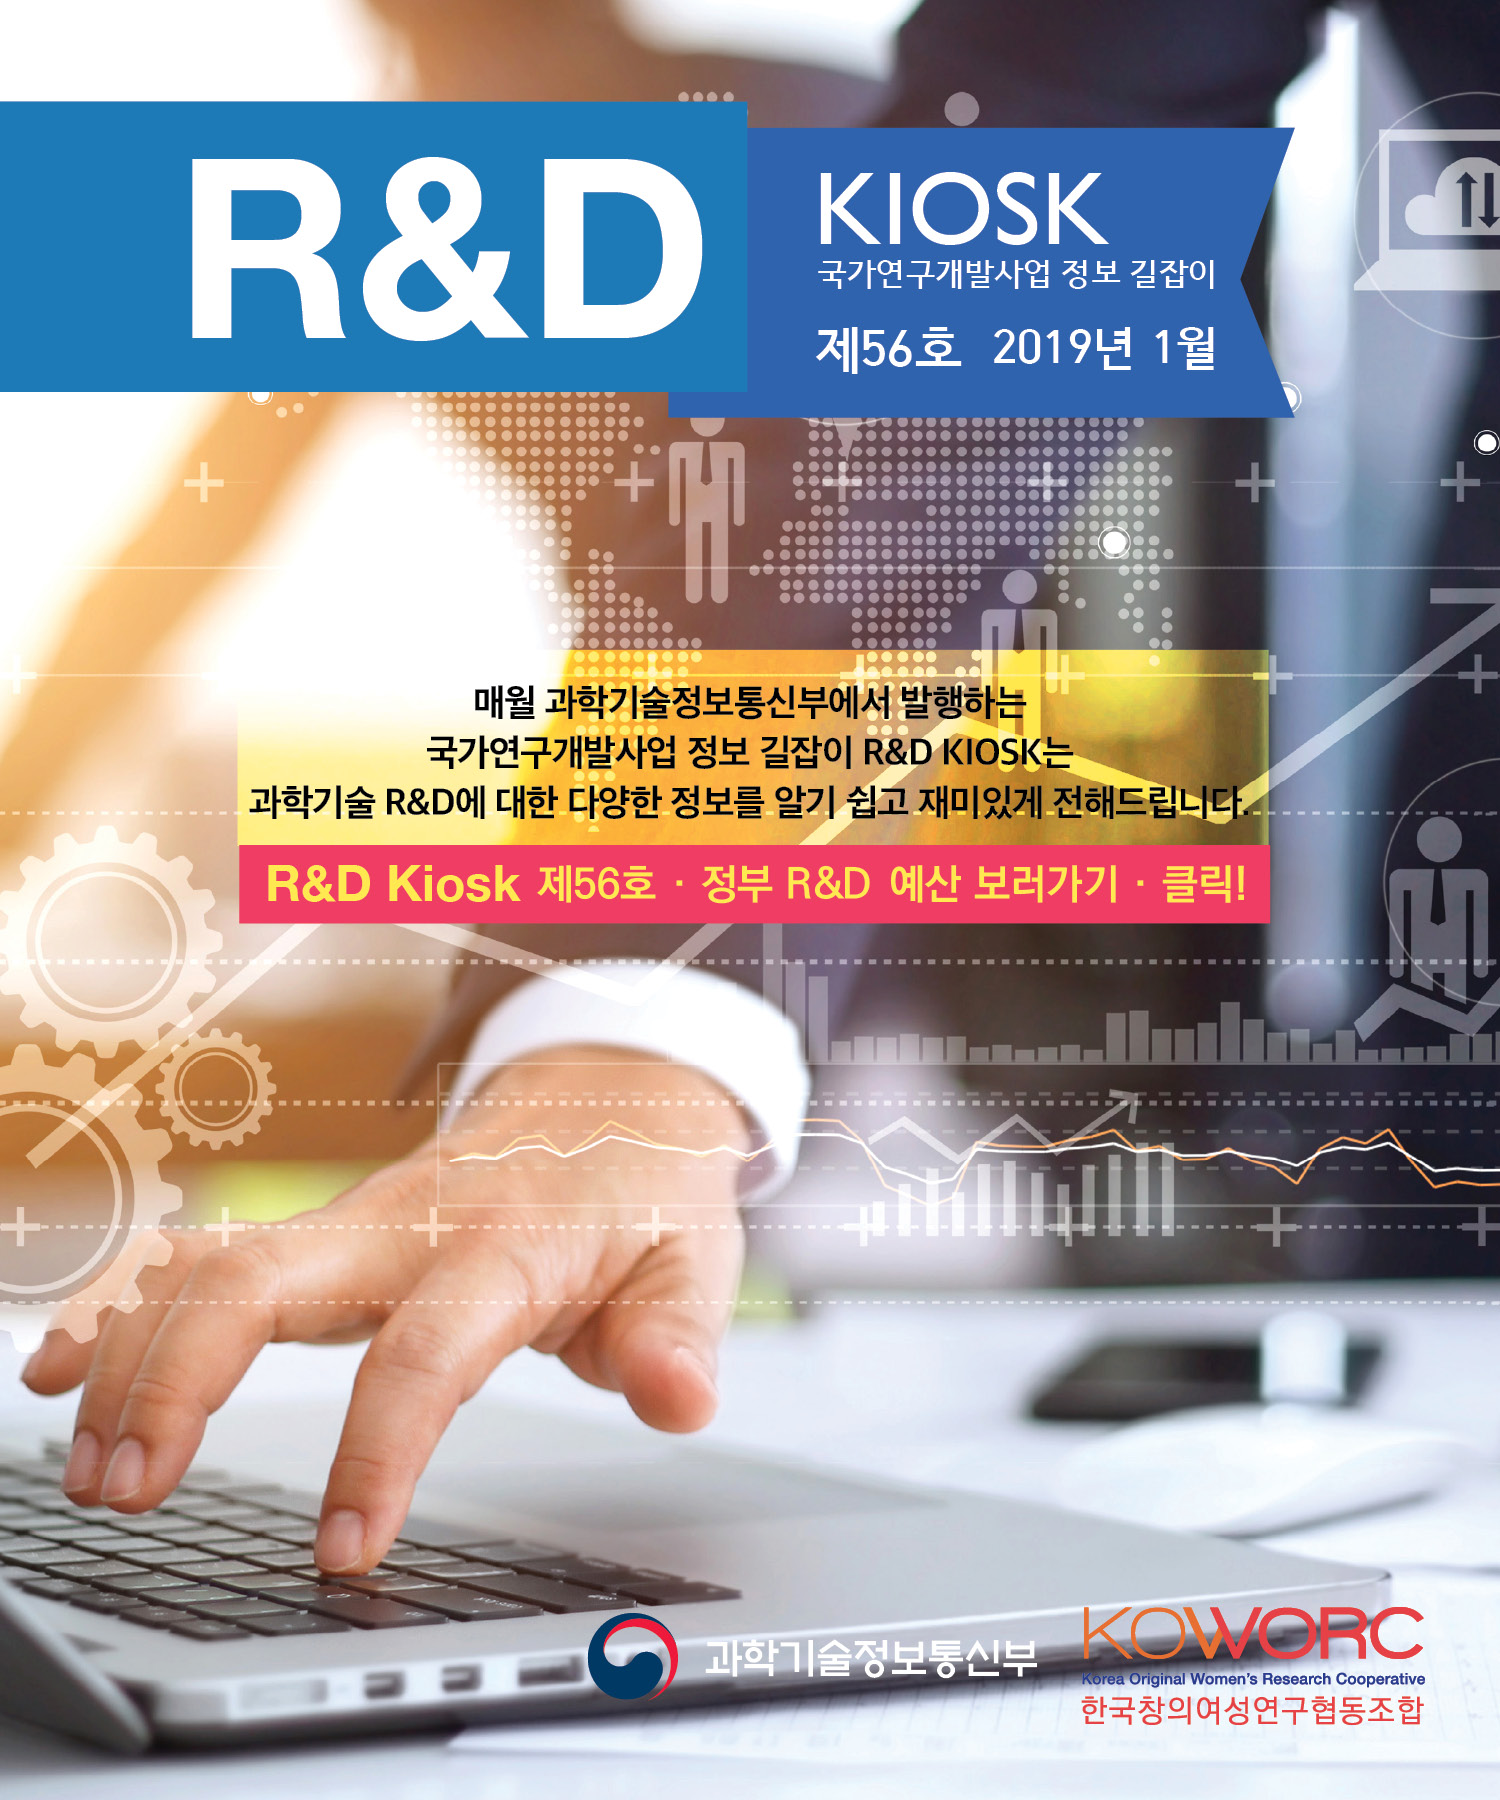 R&D
KIOSK
국가연구개발사업 정보 길잡이
제56호 2019년 1월
매월 과학기술정보통신부에서 발행하는
국가연구개발사업 정보 길잡이 R&D KIOSK는
과학기술 R&D에 대한 다양한 정보를 알기 쉽고 재미있게 전해드립니다.
R&D Kiosk 제56호 · 정부 R&D 예산 보러가기 · 클릭!
과학기술정보통신부
KOWORC
Korea Original Women's Research Cooperative
한국창의여성연구협동조합